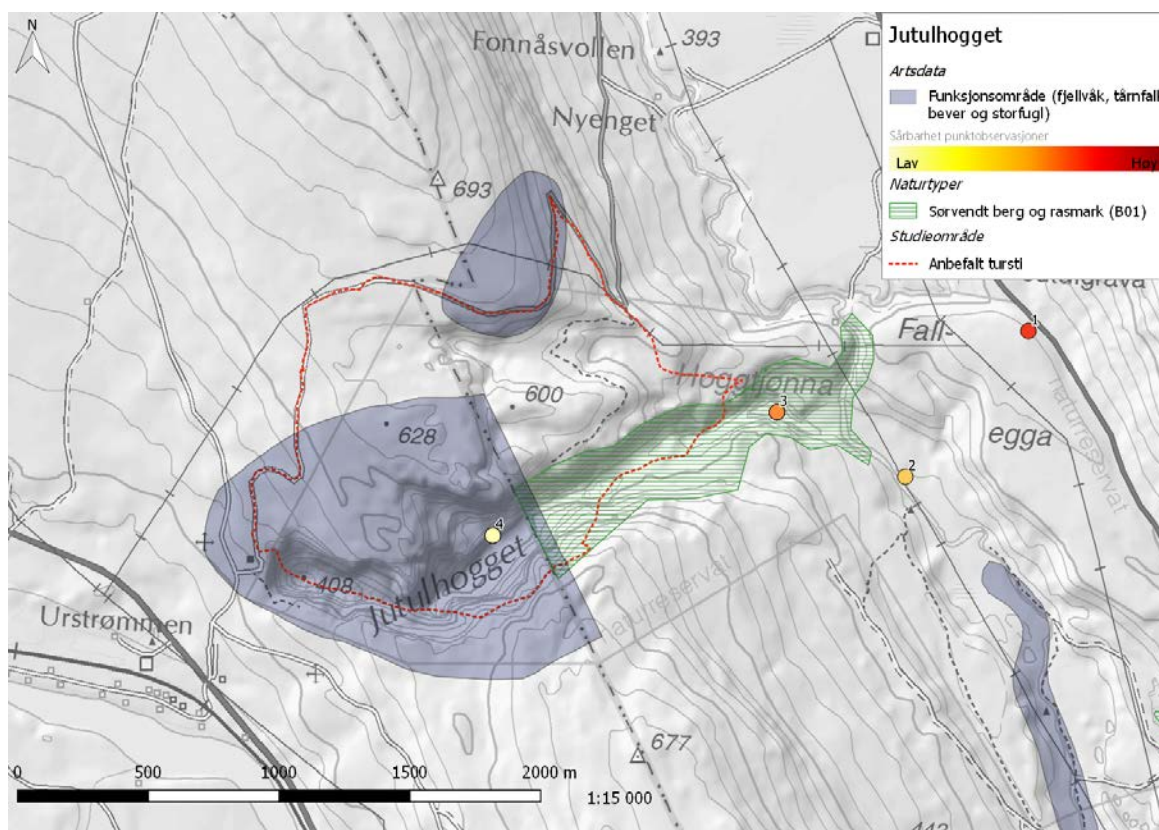 N
Fonnåsvollen
393
Nyenget
693
600
628
408
Jutulhogget
Hoggtjonna
Fall-
egga
naturreservat
naturreservat
Urstrømmen
677
1
2
3
4
0 500 1000 1500 2000 m
1:15 000
Jutulhogget
Artsdata
Funksjonsområde (fjellvåk, tårnfalk
bever og storfugl)
Sårbarhet punktobservasjoner
Lav Høy
Naturtyper
Sørvendt berg og rasmark (B01)
Studieområde
Anbefalt tursti